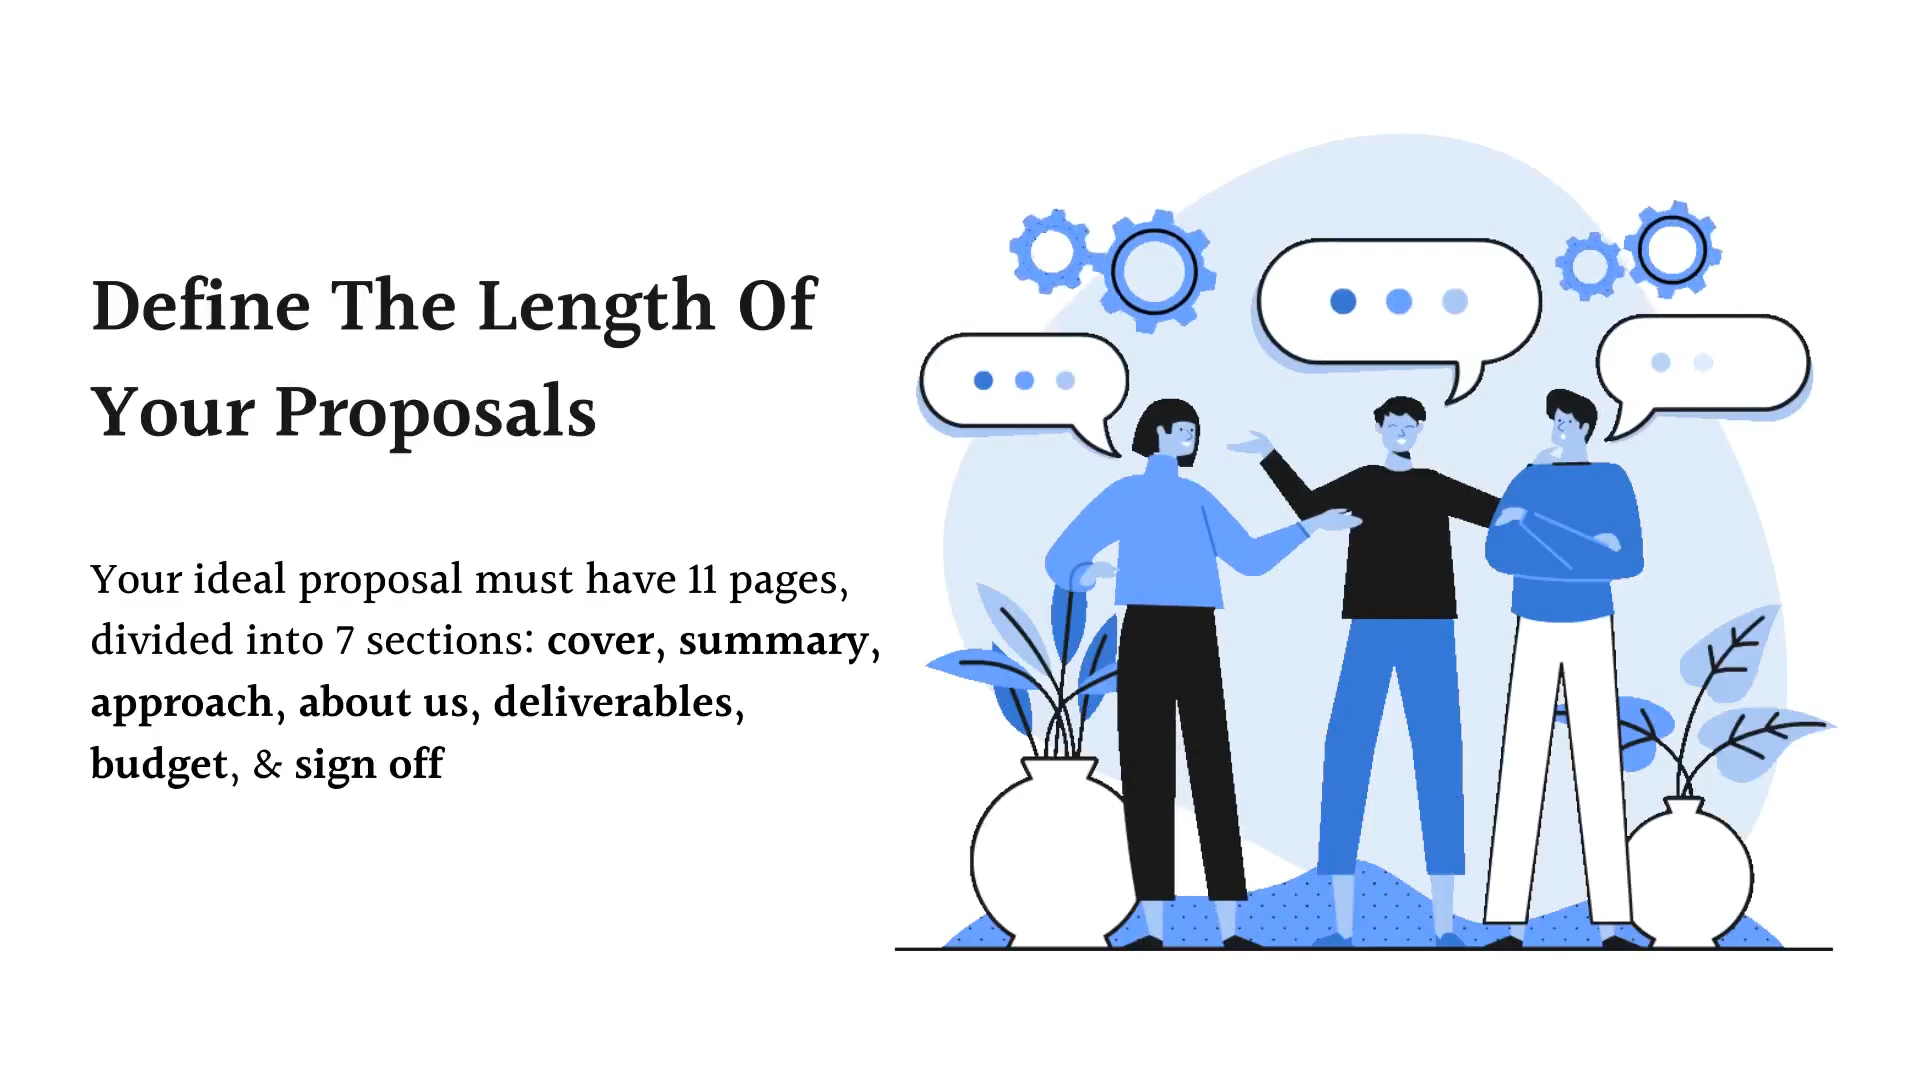 Define The Length Of
Your Proposals
Your ideal proposal must have 11 pages,
divided into 7 sections: cover, summary,
approach, about us, deliverables,
budget, & sign off